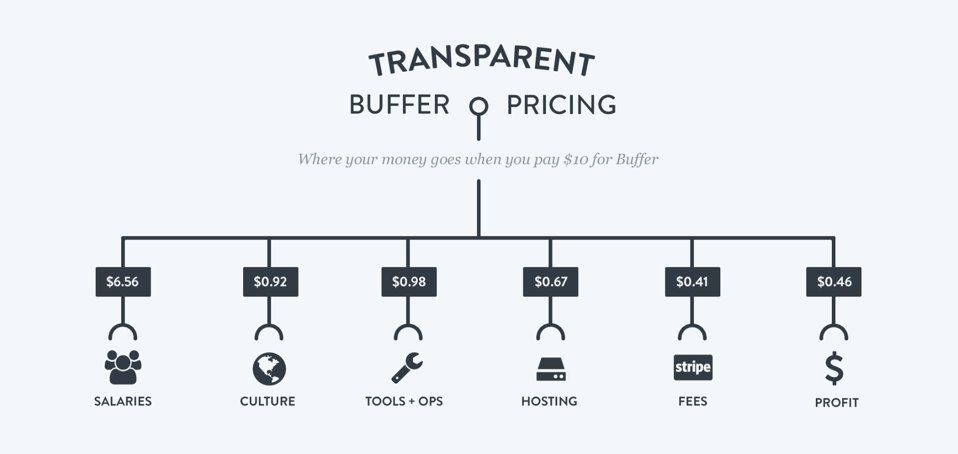 TRANSPARENT
BUFFER PRICING
Where your money goes when you pay $10 for Buffer
$6.56 $0.92 $0.98 $0.67 $0.41 $0.46
stripe
SALARIES CULTURE TOOLS + OPS HOSTING FEES PROFIT